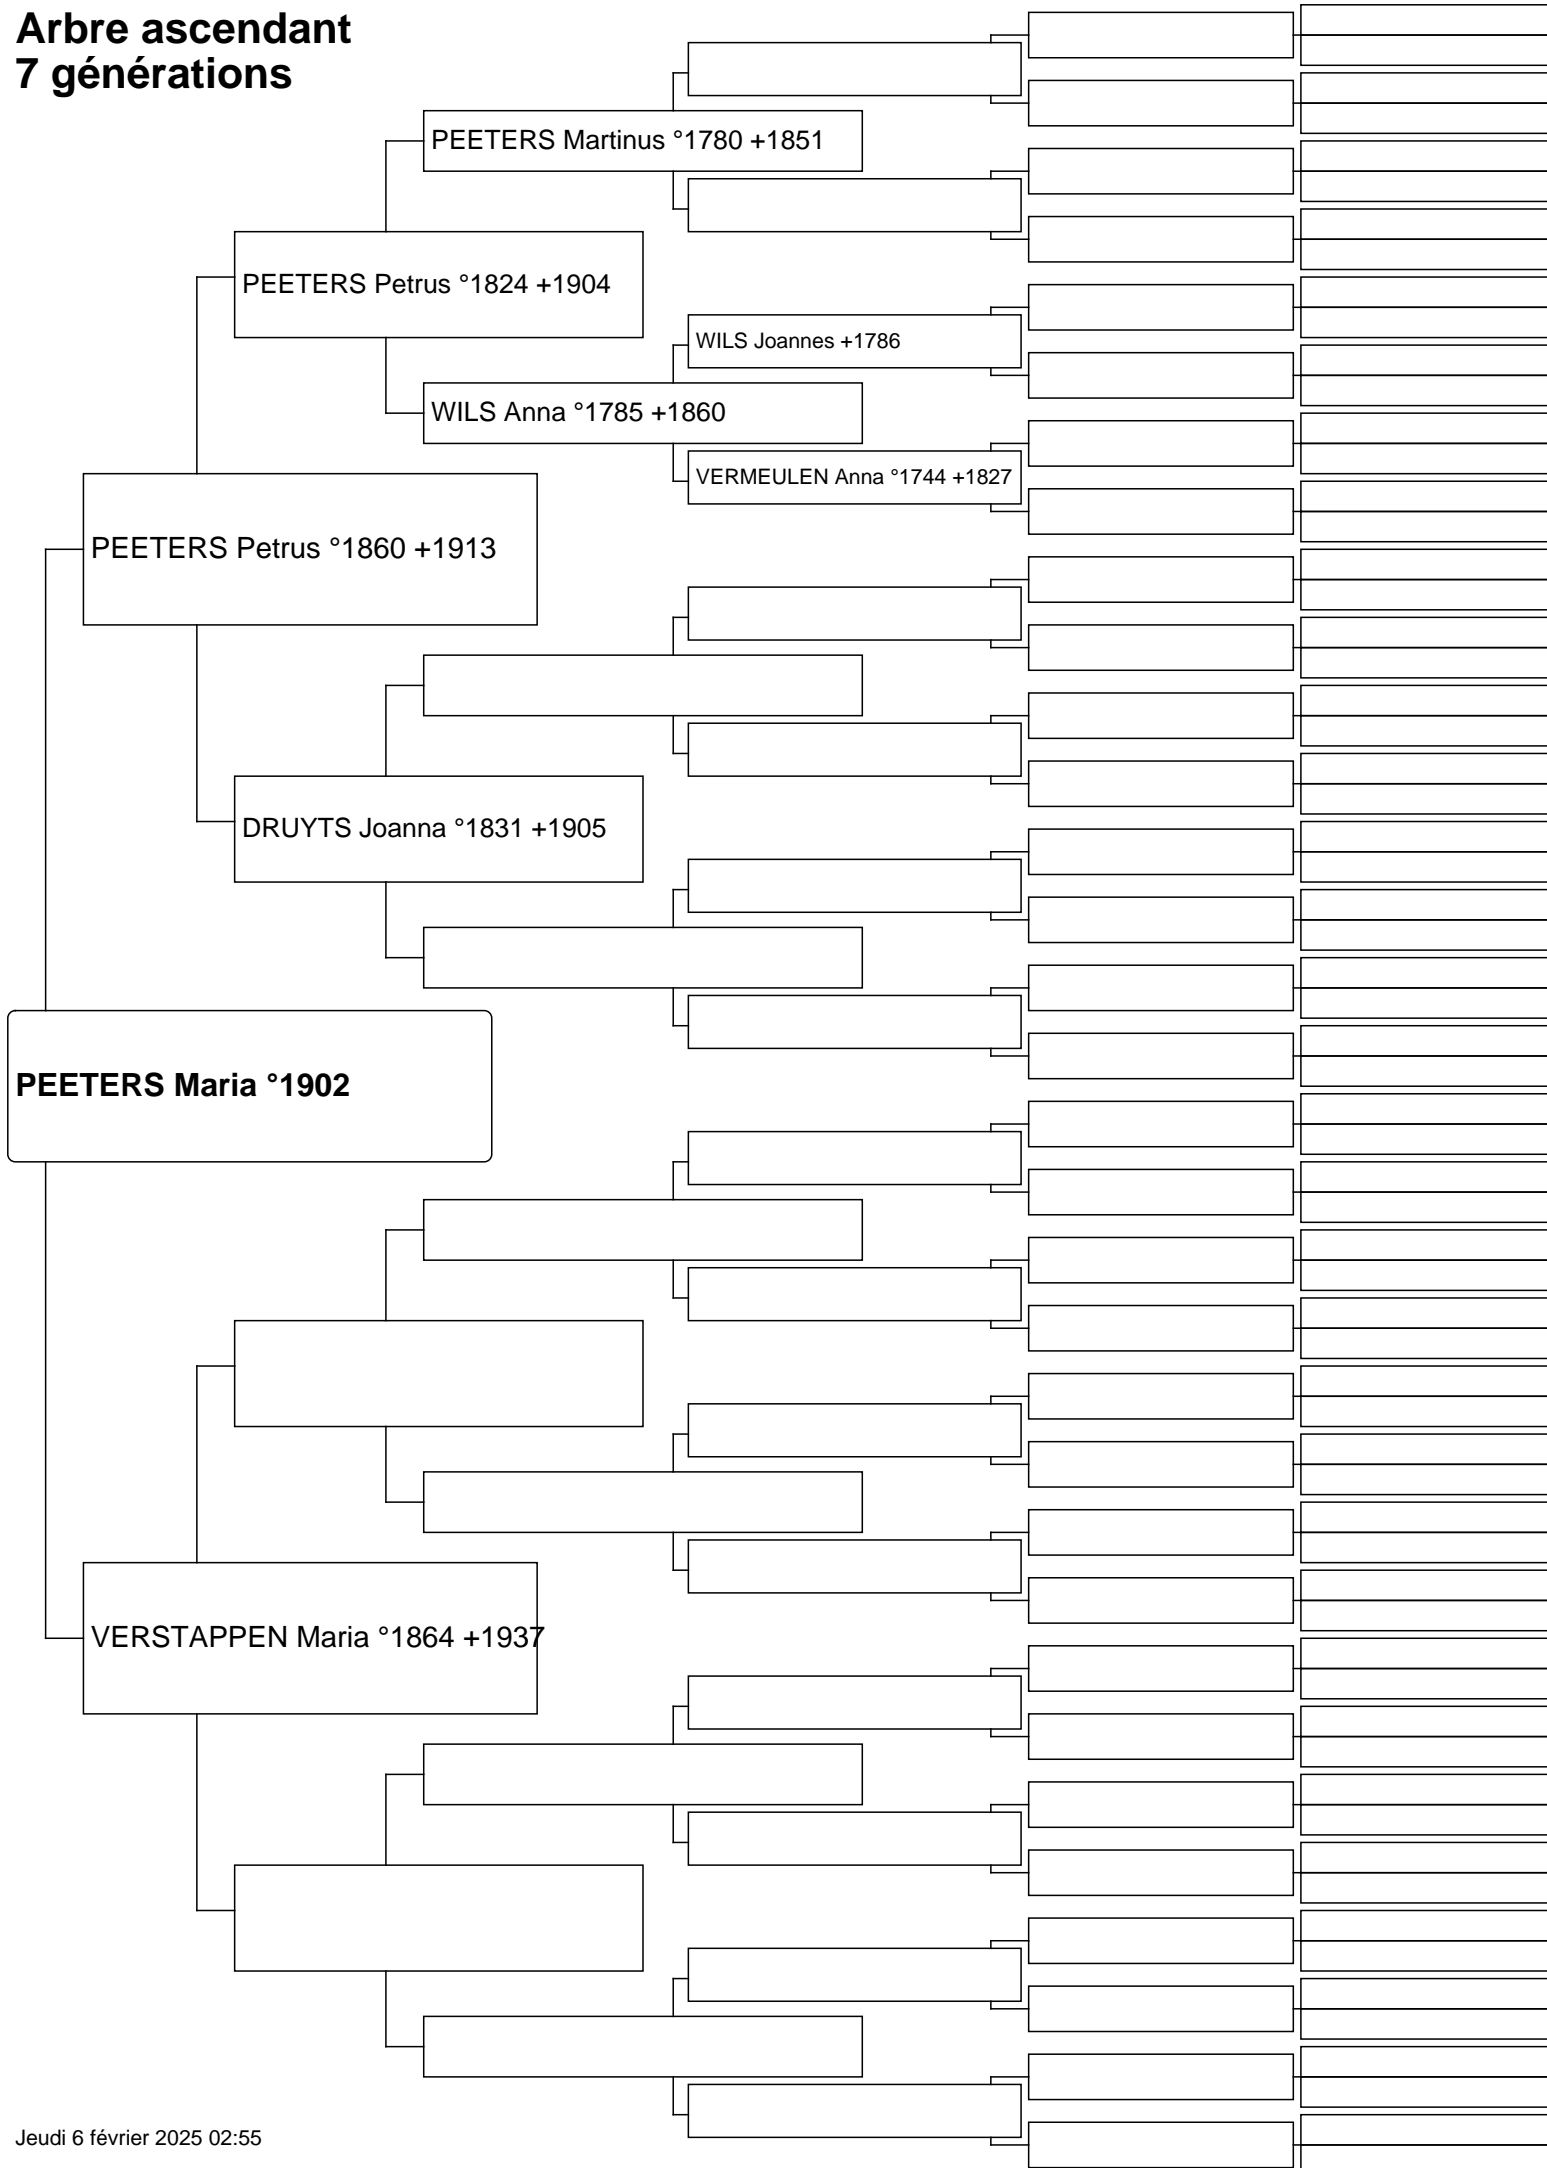 Arbre ascendant
7 générations
PEETERS Martinus °1780 +1851
PEETERS Petrus °1824 +1904
WILS Joannes +1786
WILS Anna °1785 +1860
VERMEULEN Anna °1744 +1827
PEETERS Petrus °1860 +1913
DRUYTS Joanna °1831 +1905
PEETERS Maria °1902
VERSTAPPEN Maria °1864 +1937
Jeudi 6 février 2025 02:55